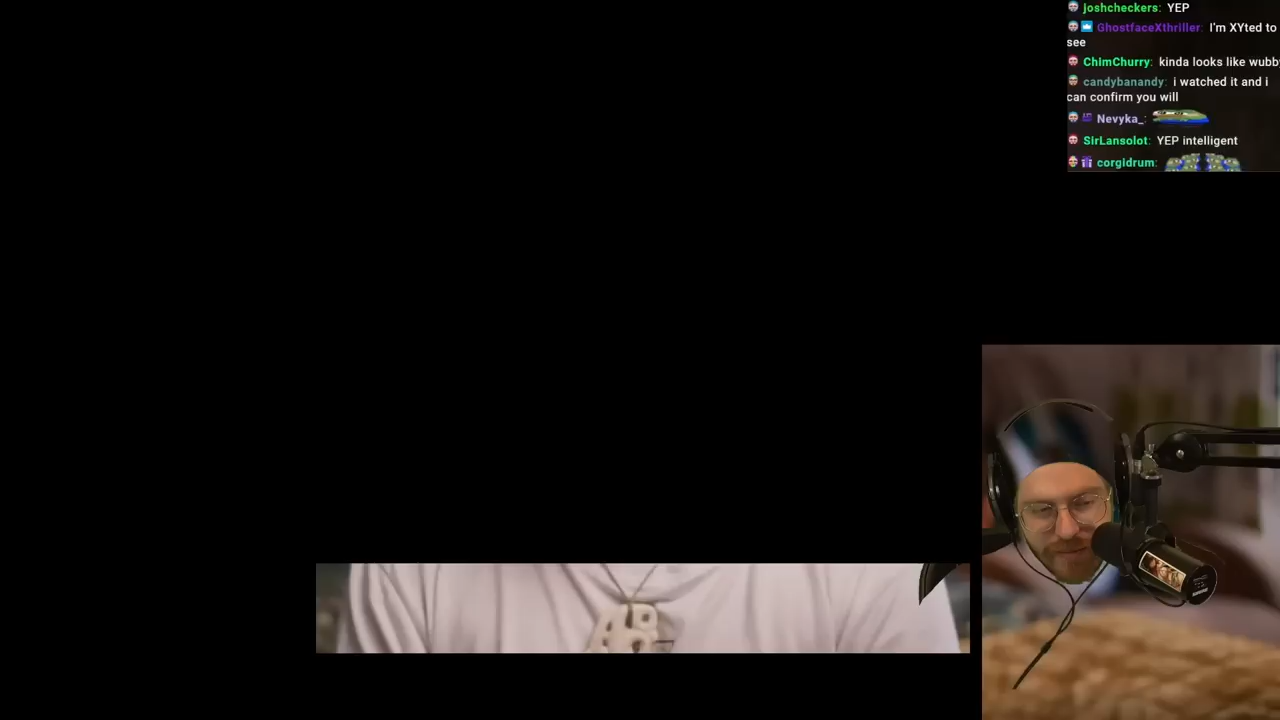 joshcheckers: YEP
GhostfaceXthriller: I'm XYted to
see
ChimChurry: kinda looks like wubby
candybanandy: i watched it and i
can confirm you will
Nevyka_:
SirLansolot: YEP intelligent
corgidrum: